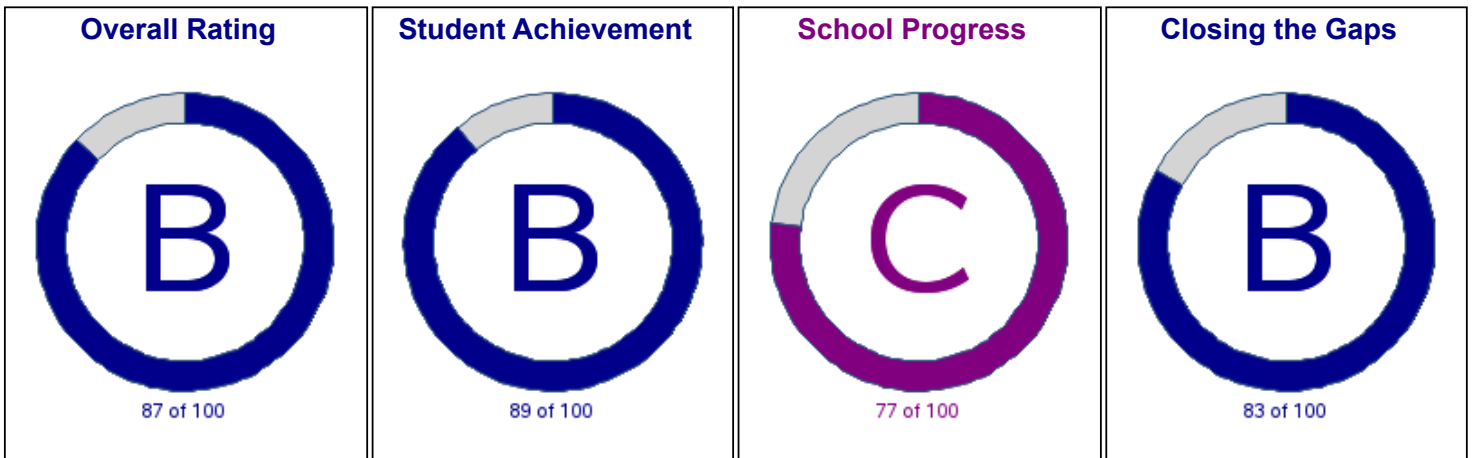 Overall Rating
B
87 of 100
Student Achievement
B
89 of 100
School Progress
C
77 of 100
Closing the Gaps
B
83 of 100